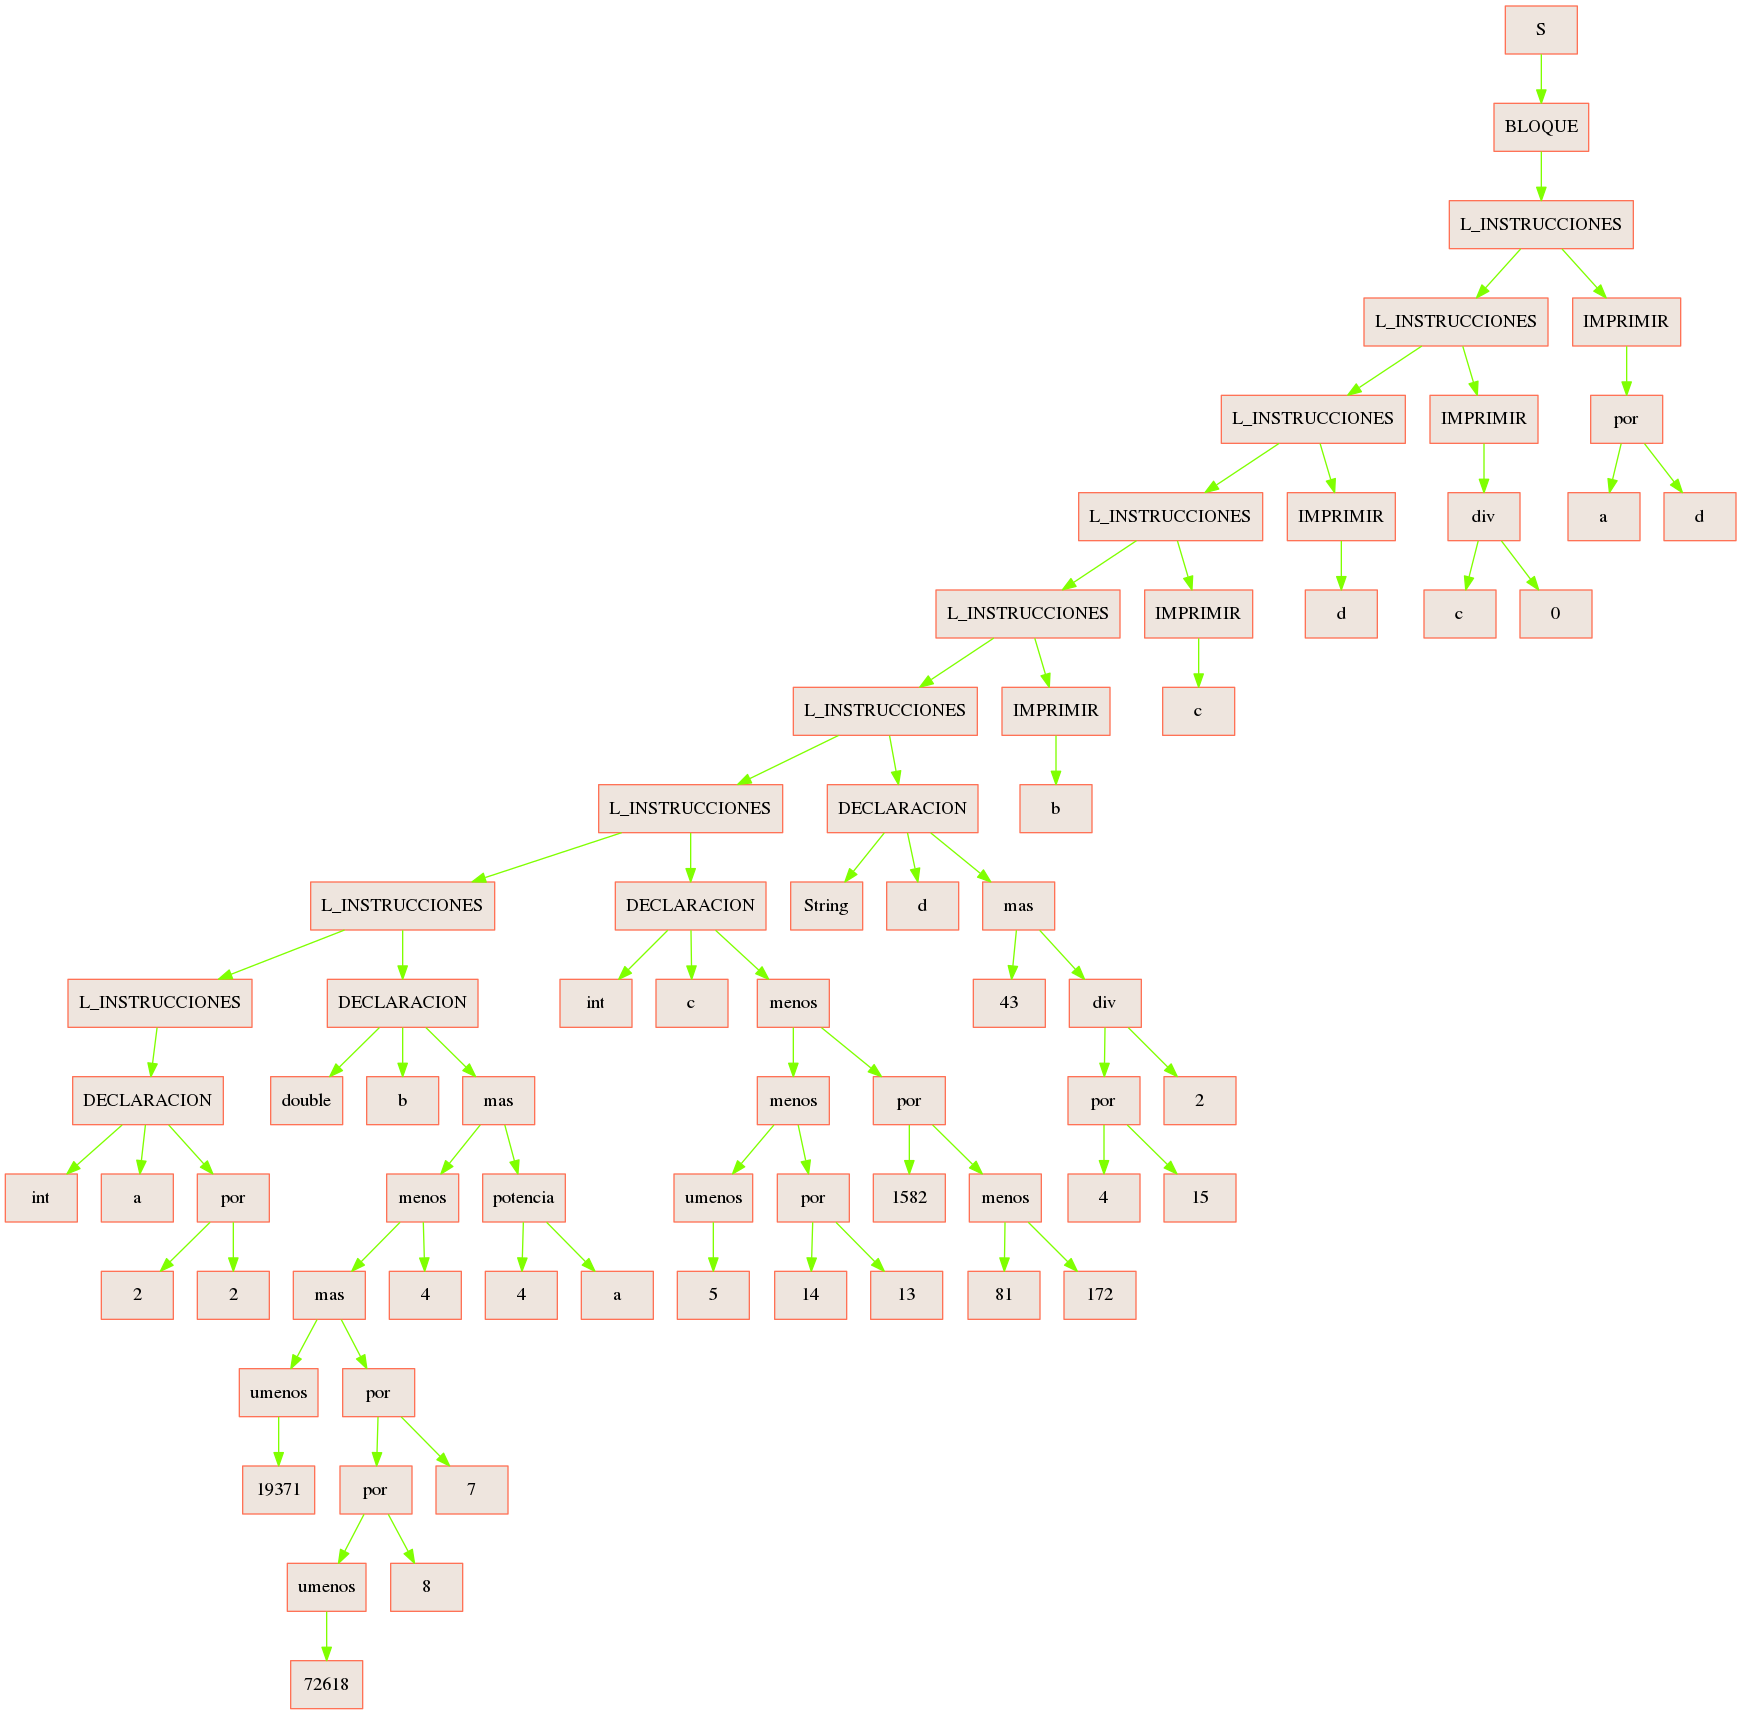 S
BLOQUE
L_INSTRUCCIONES
L_INSTRUCCIONES IMPRIMIR
L_INSTRUCCIONES IMPRIMIR por
L_INSTRUCCIONES IMPRIMIR div a d
L_INSTRUCCIONES IMPRIMIR d c 0
L_INSTRUCCIONES IMPRIMIR c
L_INSTRUCCIONES DECLARACION b
L_INSTRUCCIONES DECLARACION String d mas
L_INSTRUCCIONES DECLARACION int c menos 43 div
DECLARACION double b mas menos por por 2
int a por menos potencia umenos por 1582 menos 4 15
2 2 mas 4 4 a 5 14 13 81 172
umenos por
19371 por 7
umenos 8
72618